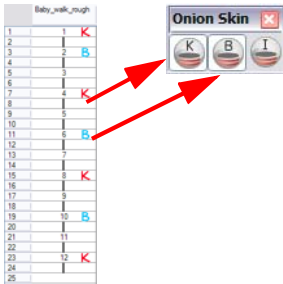 Baby_walk_rough
Onion Skin
K B I
1 1 K
2
3 2 B
4
5 3
6
7 4 K
8
9 5
10
11 6 B
12
13 7
14
15 8 K
16
17 9
18
19 10 B
20
21 11
22
23 12 K
24
25